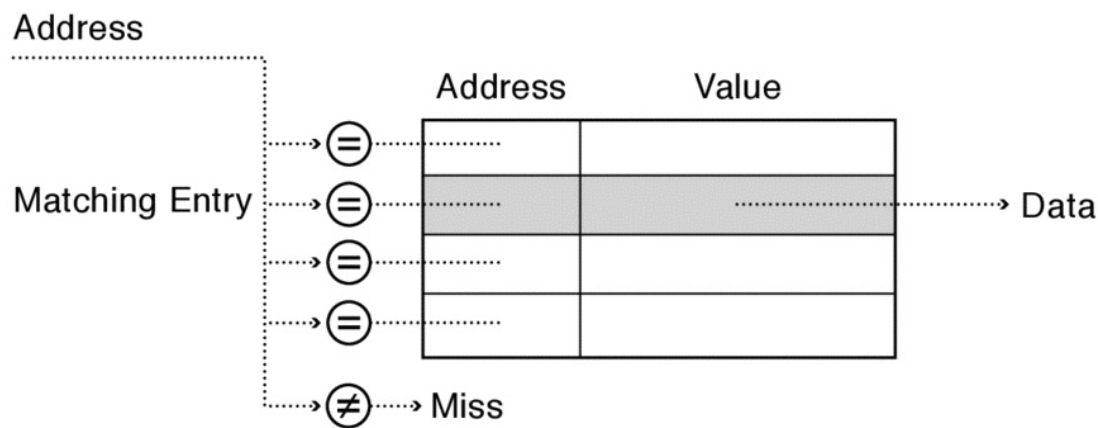 Address
Address Value
=
Matching Entry = Data
=
=
≠ Miss